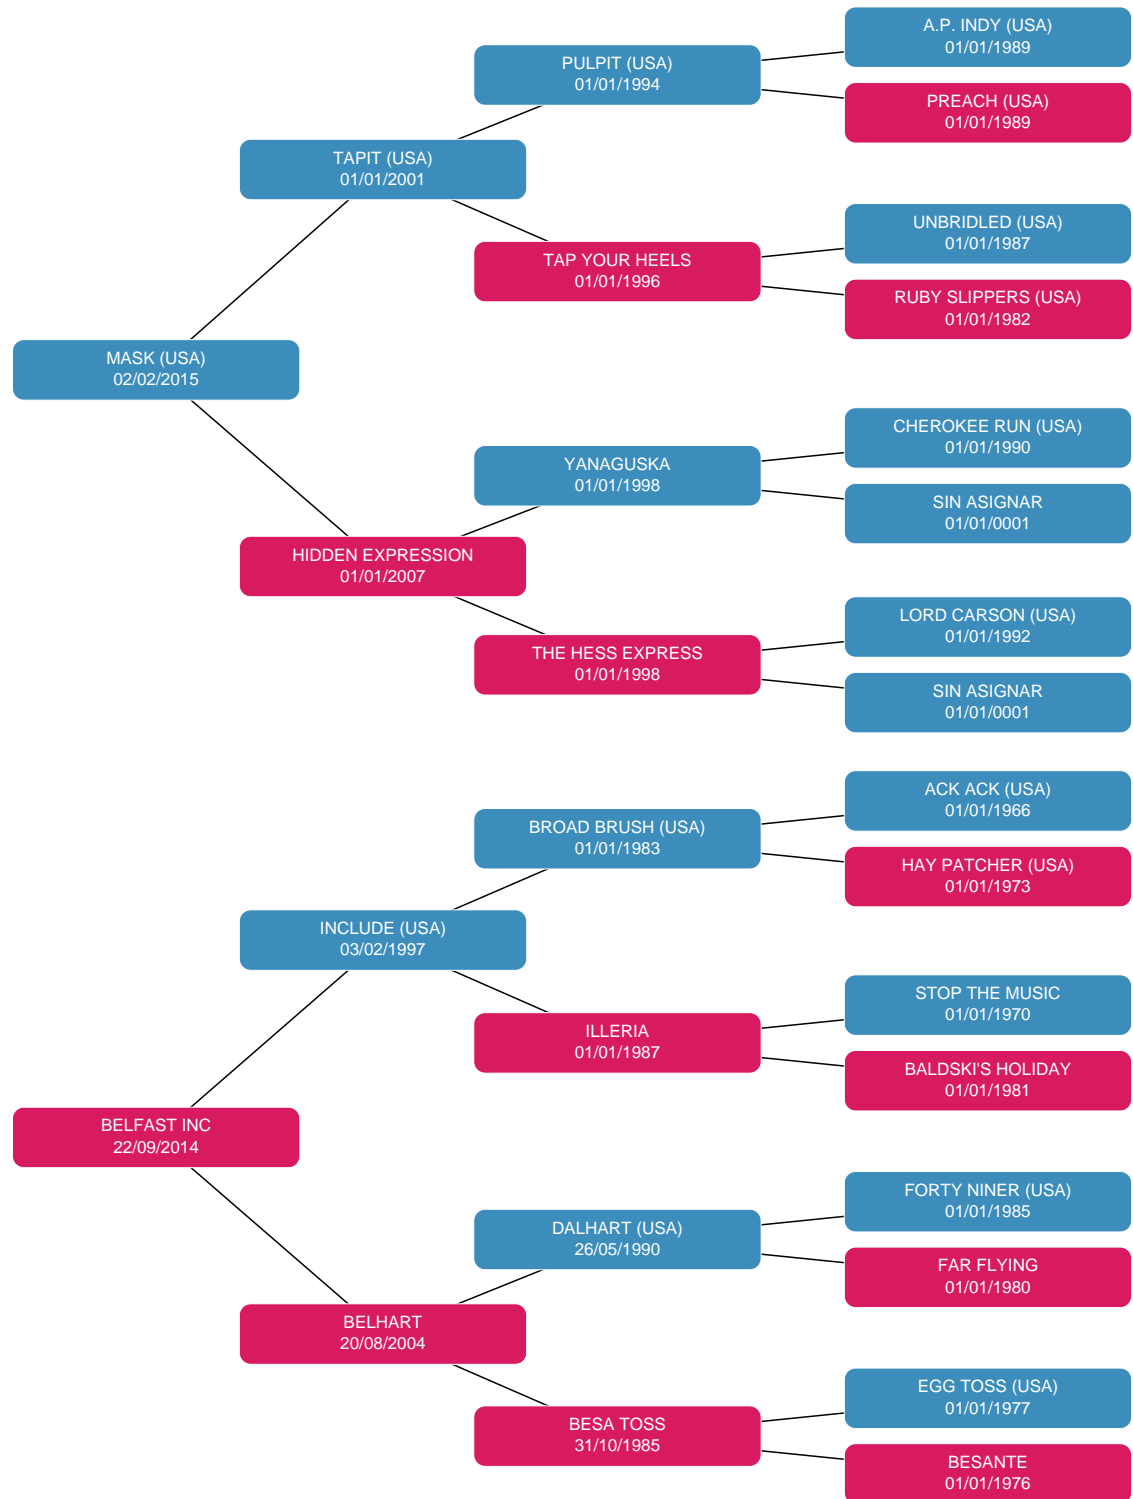 A.P. INDY (USA)
01/01/1989
PULPIT (USA)
01/01/1994
PREACH (USA)
01/01/1989
TAPIT (USA)
01/01/2001
UNBRIDLED (USA)
01/01/1987
TAP YOUR HEELS
01/01/1996
RUBY SLIPPERS (USA)
01/01/1982
MASK (USA)
02/02/2015
CHEROKEE RUN (USA)
01/01/1990
YANAGUSKA
01/01/1998
SIN ASIGNAR
01/01/0001
HIDDEN EXPRESSION
01/01/2007
LORD CARSON (USA)
01/01/1992
THE HESS EXPRESS
01/01/1998
SIN ASIGNAR
01/01/0001
ACK ACK (USA)
01/01/1966
BROAD BRUSH (USA)
01/01/1983
HAY PATCHER (USA)
01/01/1973
INCLUDE (USA)
03/02/1997
STOP THE MUSIC
01/01/1970
ILLERIA
01/01/1987
BALDSKI'S HOLIDAY
01/01/1981
BELFAST INC
22/09/2014
FORTY NINER (USA)
01/01/1985
DALHART (USA)
26/05/1990
FAR FLYING
01/01/1980
BELHART
20/08/2004
EGG TOSS (USA)
01/01/1977
BESA TOSS
31/10/1985
BESANTE
01/01/1976